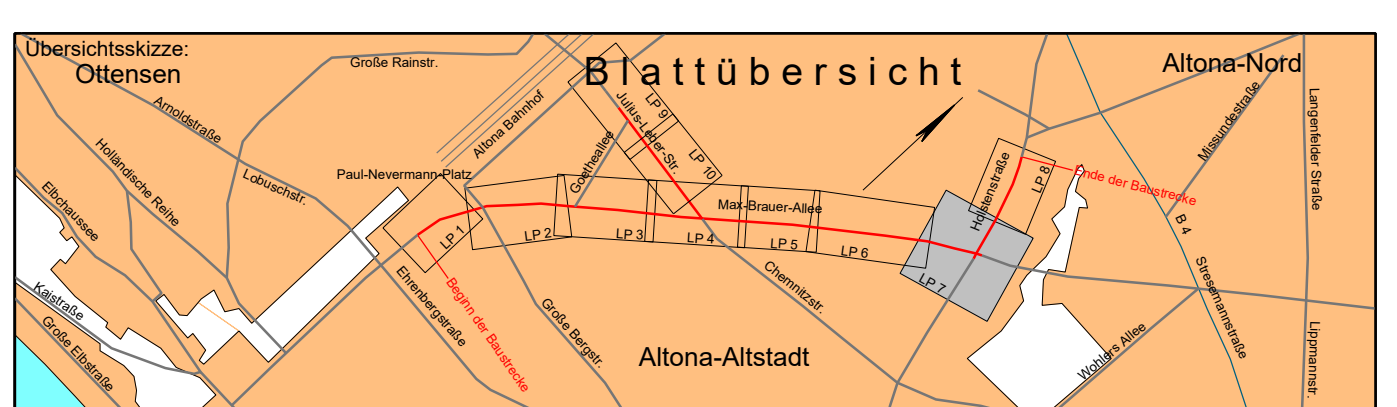 Übersichtsskizze:
Ottensen
Blattübersicht
Altona-Nord
Große Rainstr.
Arnoldstraße
Altona Bahnhof
Julius-Leber-Str.
LP 9
LP 10
Missundestraße
Langenfelder Straße
Holländische Reihe
Lobuschstr.
Paul-Nevermann-Platz
Goetheallee
Elbchaussee
Max-Brauer-Allee
Holstenstraße
LP 8
Ende der Baustrecke
B 4
LP 1
LP 2
LP 3
LP 4
LP 5
LP 6
LP 7
Kaistraße
Große Elbstraße
Ehrenbergstraße
Beginn der Baustrecke
Große Bergstr.
Chemnitzstr.
Altona-Altstadt
Wohlers Allee
Stresemannstraße
Lippmannstr.